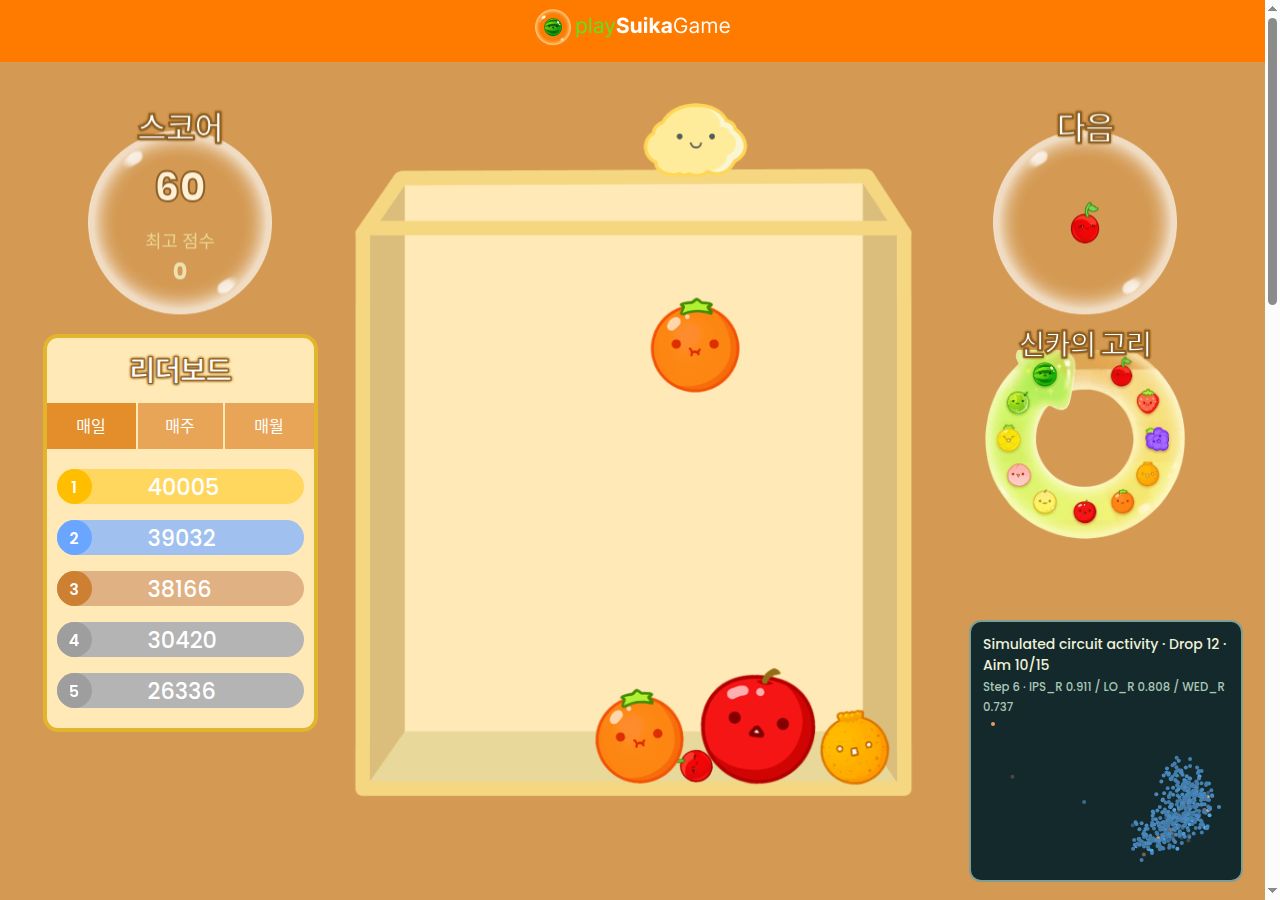 playSuikaGame
스코어
60
최고 점수
0
다음
신카의 고리
리더보드
매일 매주 매월
1 40005
2 39032
3 38166
4 30420
5 26336
Simulated circuit activity · Drop 12 ·
Aim 10/15
Step 6 · IPS_R 0.911 / LO_R 0.808 / WED_R
0.737